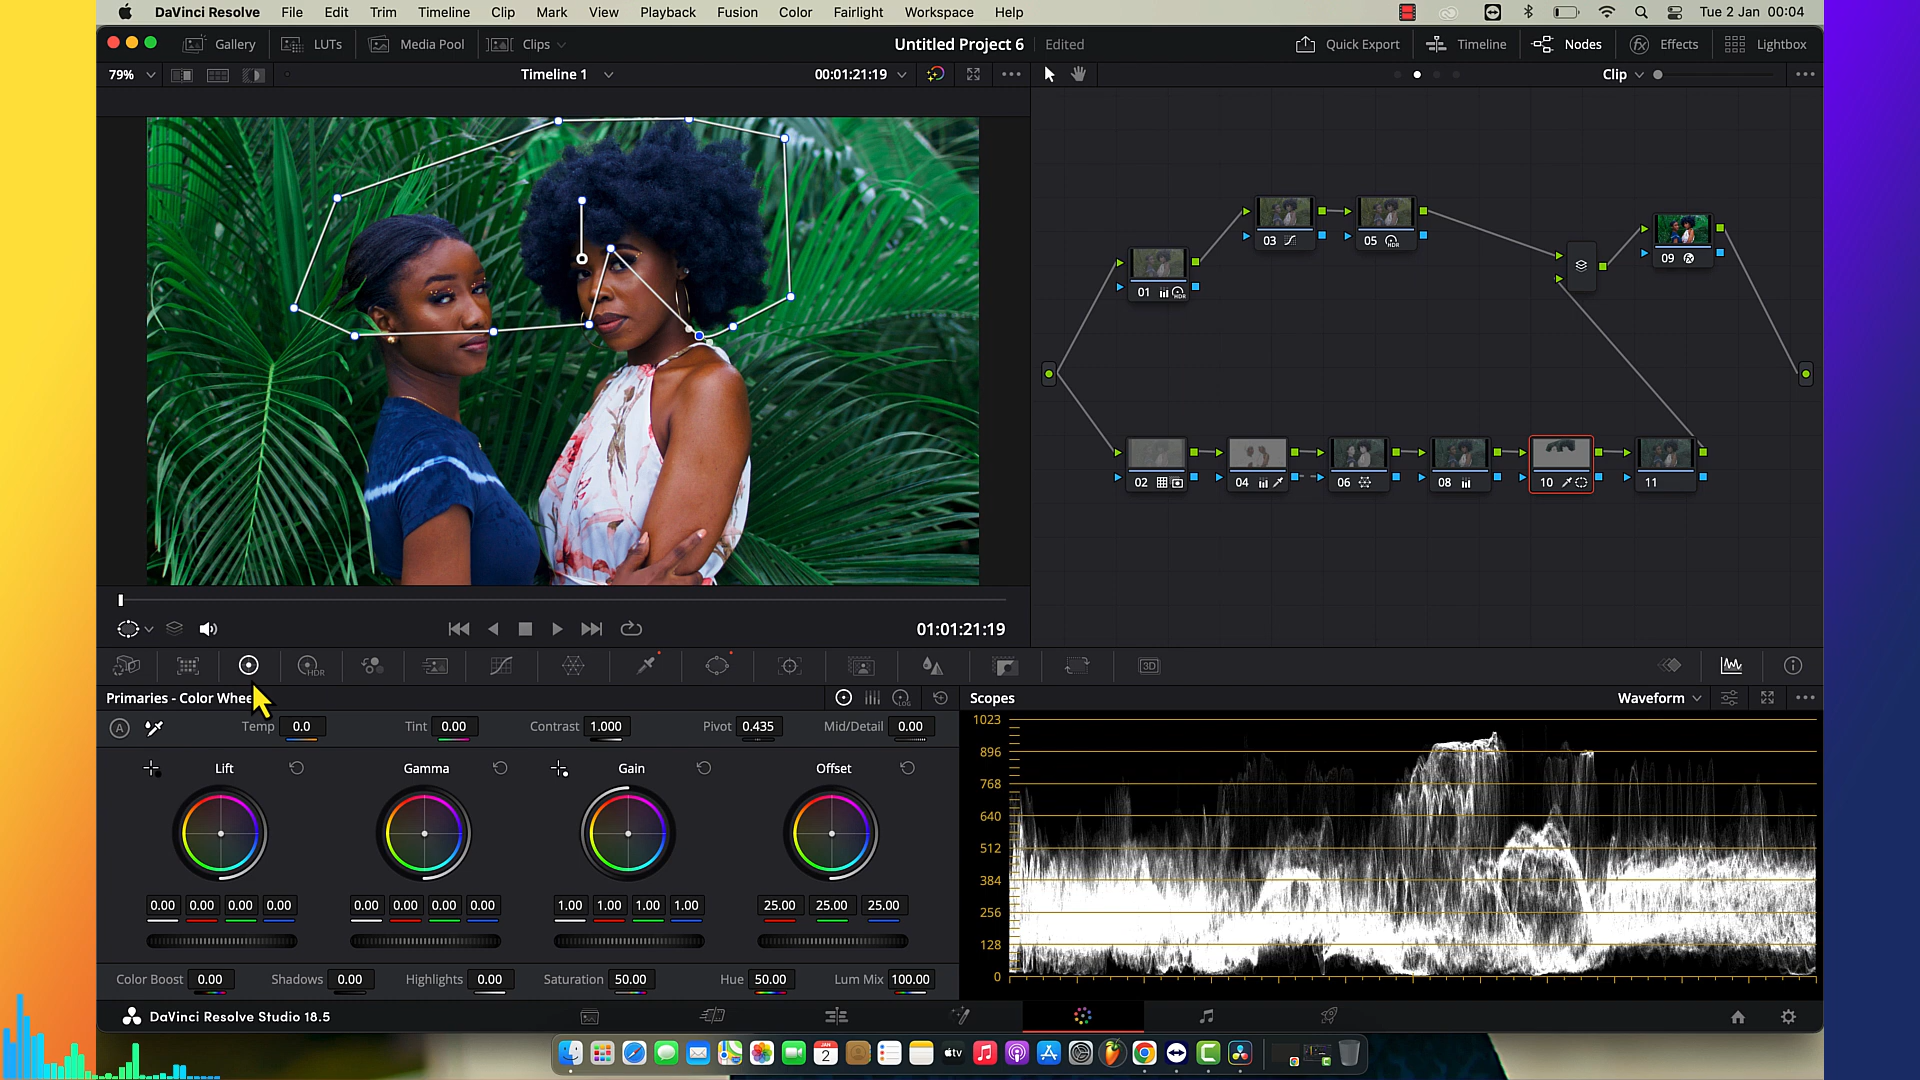 DaVinci Resolve File Edit Trim Timeline Clip Mark View Playback Fusion Color Fairlight Workspace Help Tue 2 Jan 00:04
Gallery LUTs Media Pool Clips Untitled Project 6 Edited Quick Export Timeline Nodes Effects Lightbox
79% Timeline 1 00:01:21:19 Clip
03 05
09
01
02 04 06 08 10 11
01:01:21:19
HDR 3D
Primaries - Color Whee Scopes Waveform
Temp 0.0 Tint 0.00 Contrast 1.000 Pivot 0.435 Mid/Detail 0.00
Lift Gamma Gain Offset
0.00 0.00 0.00 0.00 0.00 0.00 0.00 0.00 1.00 1.00 1.00 1.00 25.00 25.00 25.00
Color Boost 0.00 Shadows 0.00 Highlights 0.00 Saturation 50.00 Hue 50.00 Lum Mix 100.00
1023
896
768
640
512
384
256
128
0
DaVinci Resolve Studio 18.5
JAN
2
tv